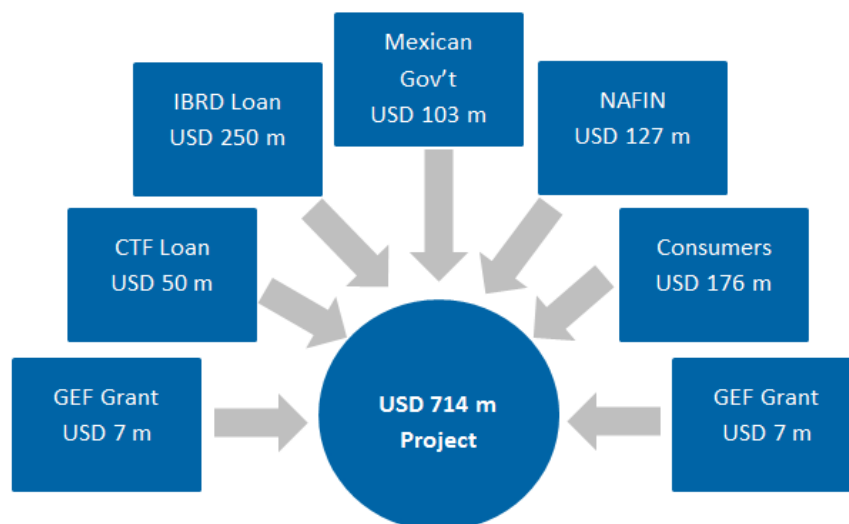 Mexican
Gov't
USD 103 m
IBRD Loan
USD 250 m
NAFIN
USD 127 m
CTF Loan
USD 50 m
Consumers
USD 176 m
GEF Grant
USD 7 m
USD 714 m
Project
GEF Grant
USD 7 m